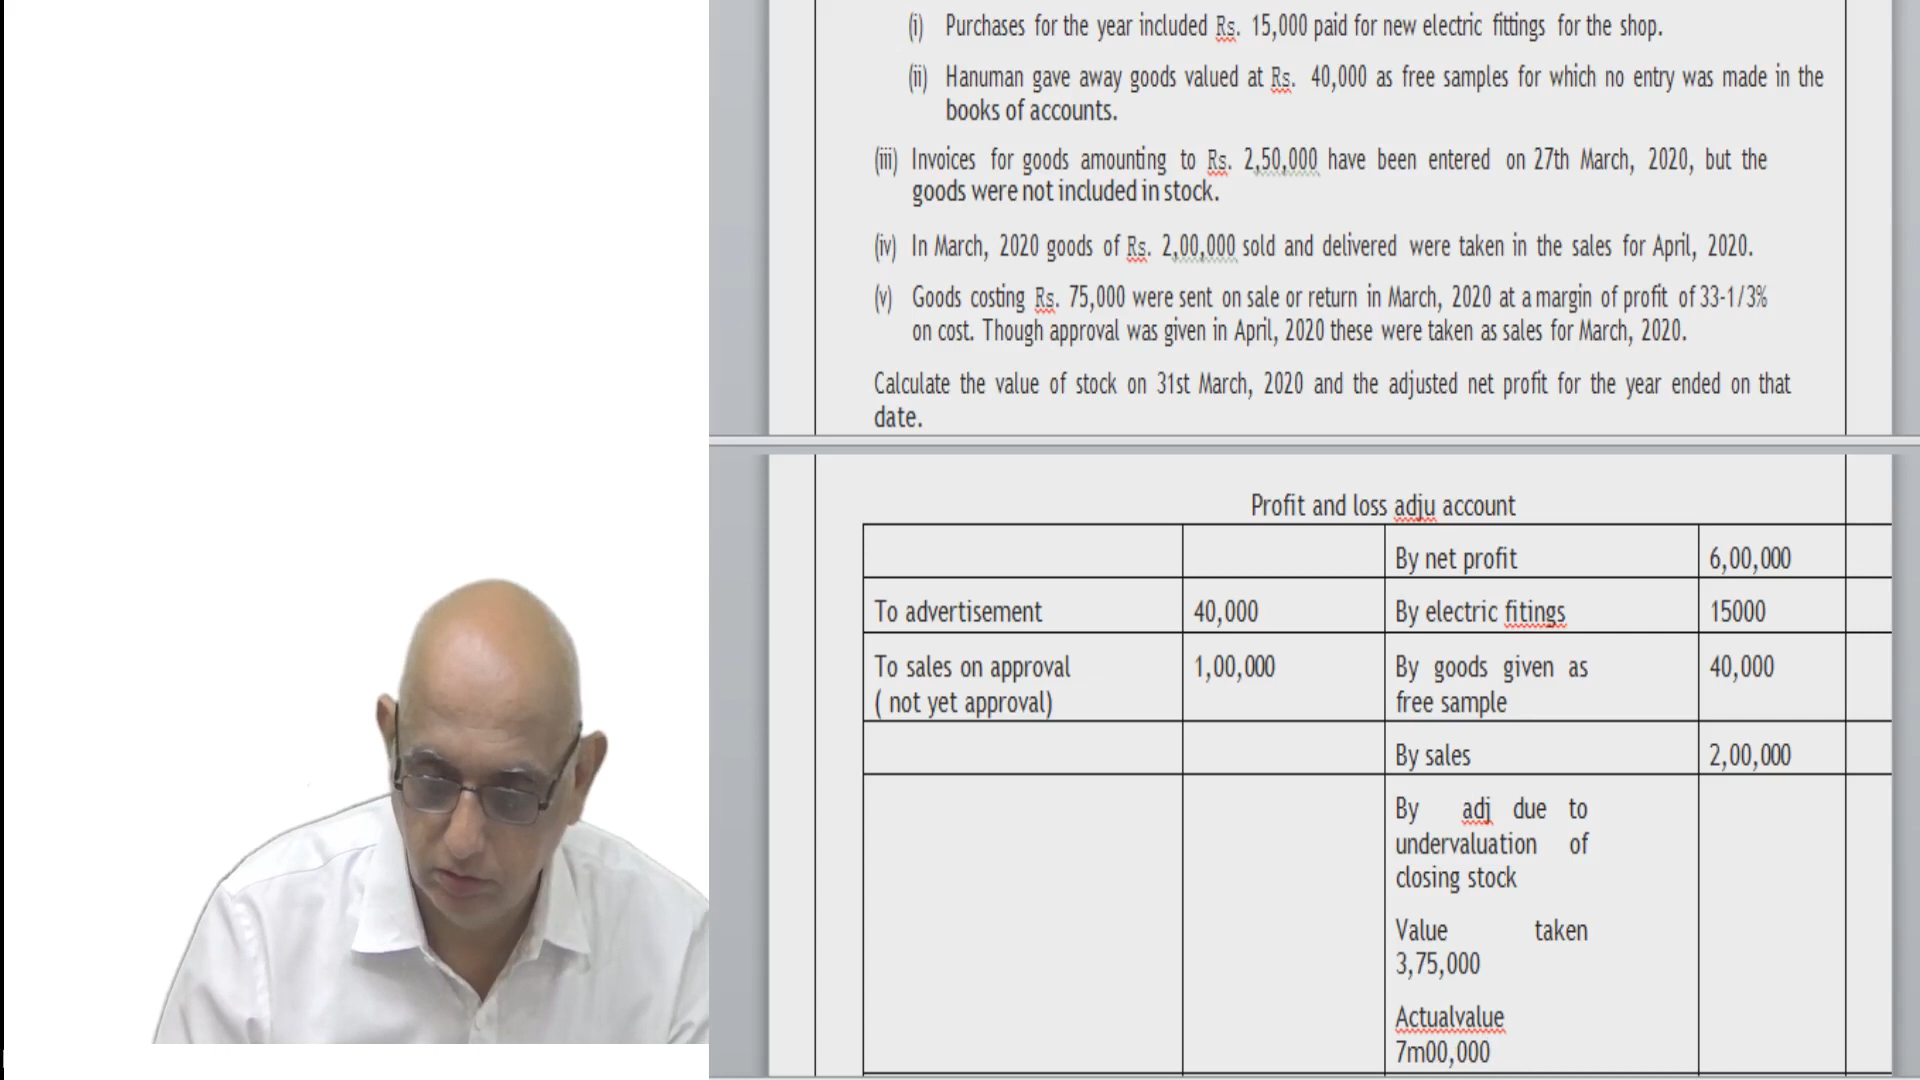 (i) Purchases for the year included Rs. 15,000 paid for new electric fittings for the shop.
(ii) Hanuman gave away goods valued at Rs. 40,000 as free samples for which no entry was made in the
books of accounts.
(iii) Invoices for goods amounting to Rs. 2,50,000 have been entered on 27th March, 2020, but the
goods were not included in stock.
(iv) In March, 2020 goods of Rs. 2,00,000 sold and delivered were taken in the sales for April, 2020.
(v) Goods costing Rs. 75,000 were sent on sale or return in March, 2020 at a margin of profit of 33-1/3%
on cost. Though approval was given in April, 2020 these were taken as sales for March, 2020.
Calculate the value of stock on 31st March, 2020 and the adjusted net profit for the year ended on that
date.
Profit and loss adju account
By net profit 6,00,000
To advertisement 40,000 By electric fitings 15000
To sales on approval 1,00,000 By goods given as 40,000
( not yet approval) free sample
By sales 2,00,000
By adj due to
undervaluation of
closing stock
Value taken
3,75,000
Actualvalue
7m00,000